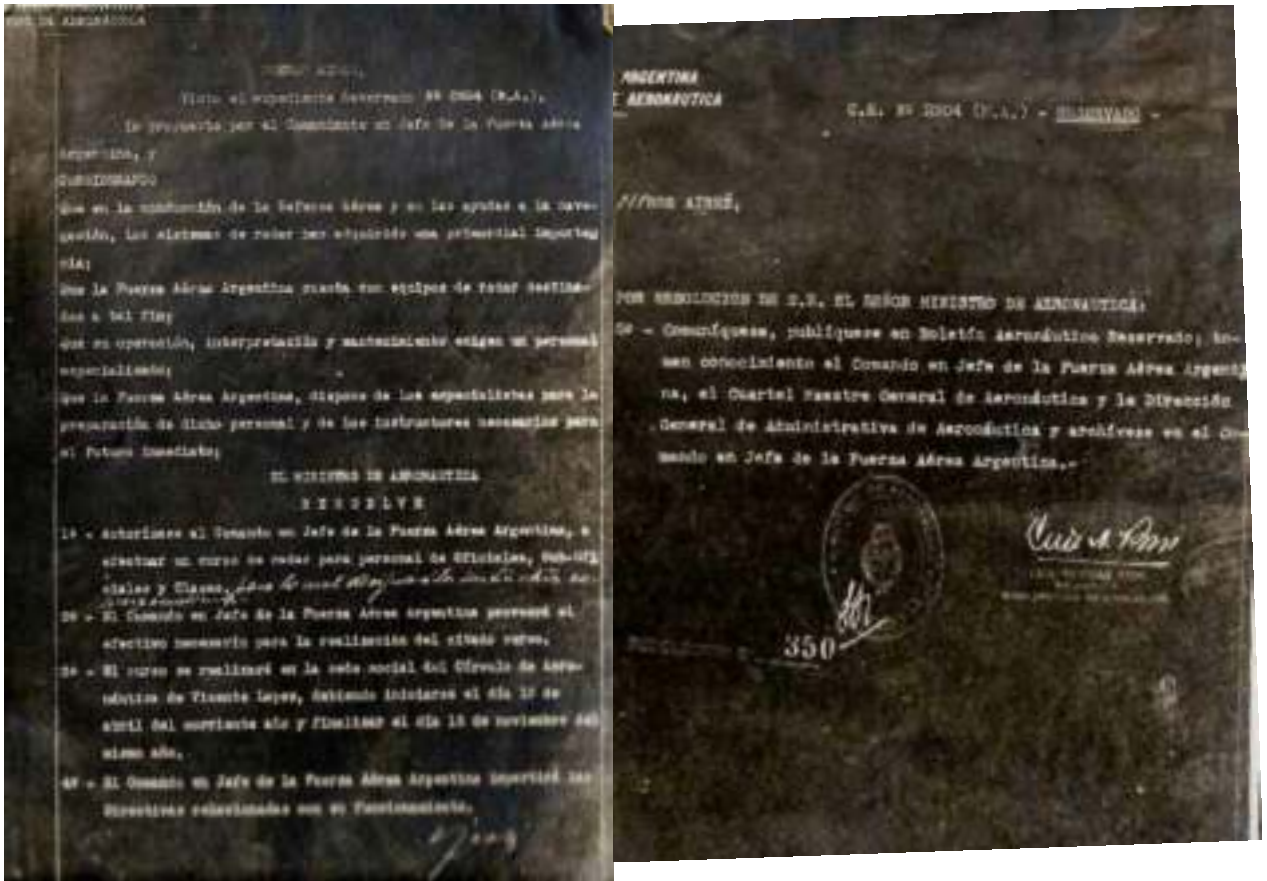 DE AERONÁUTICA
BUENOS AIRES,
Visto el expediente Reservado Nº 2804 (M.A.),
lo propuesto por el Comandante en Jefe de la Fuerza Aérea
Argentina, y
CONSIDERANDO
Que en la conducción de la Defensa Aérea y en las ayudas a la nave-
gación, los sistemas de radar han adquirido una primordial importan
cia;
Que la Fuerza Aérea Argentina cuenta con equipos de radar destina-
dos a tal fin;
Que su operación, interpretación y mantenimiento exigen un personal
especializado;
Que la Fuerza Aérea Argentina, dispone de los especialistas para la
preparación de dicho personal y de los instructores necesarios para
el futuro inmediato;
EL MINISTRO DE AERONAUTICA
RESUELVE
1º - Autorízase al Comando en Jefe de la Fuerza Aérea Argentina, a
efectuar un curso de radar para personal de Oficiales, Sub-Ofi
ciales y Clases, para lo cual
2º - El Comando en Jefe de la Fuerza Aérea Argentina proveerá el
efectivo necesario para la realización del citado curso.
3º - El curso se realizará en la sede social del Círculo de Aero-
náutica de Vicente Lopez, debiendo iniciarse el día de
abril del corriente año y finalizar el día 15 de noviembre del
mismo año.
4º - El Comando en Jefe de la Fuerza Aérea Argentina impartirá las
Directivas relacionadas con su funcionamiento.
ARGENTINA
E AERONAUTICA
C.E. Nº 2804 (M.A.) - RESERVADO -
///NOS AIRES,
POR RESOLUCION DE S.E. EL SEÑOR MINISTRO DE AERONAUTICA:
5º - Comuníquese, publíquese en Boletín Aeronáutico Reservado; to-
men conocimiento el Comando en Jefe de la Fuerza Aérea Argenti
na, el Cuartel Maestre General de Aeronáutica y la Dirección
General de Administrativa de Aeronáutica y archívese en el Co-
mando en Jefe de la Fuerza Aérea Argentina.-
350